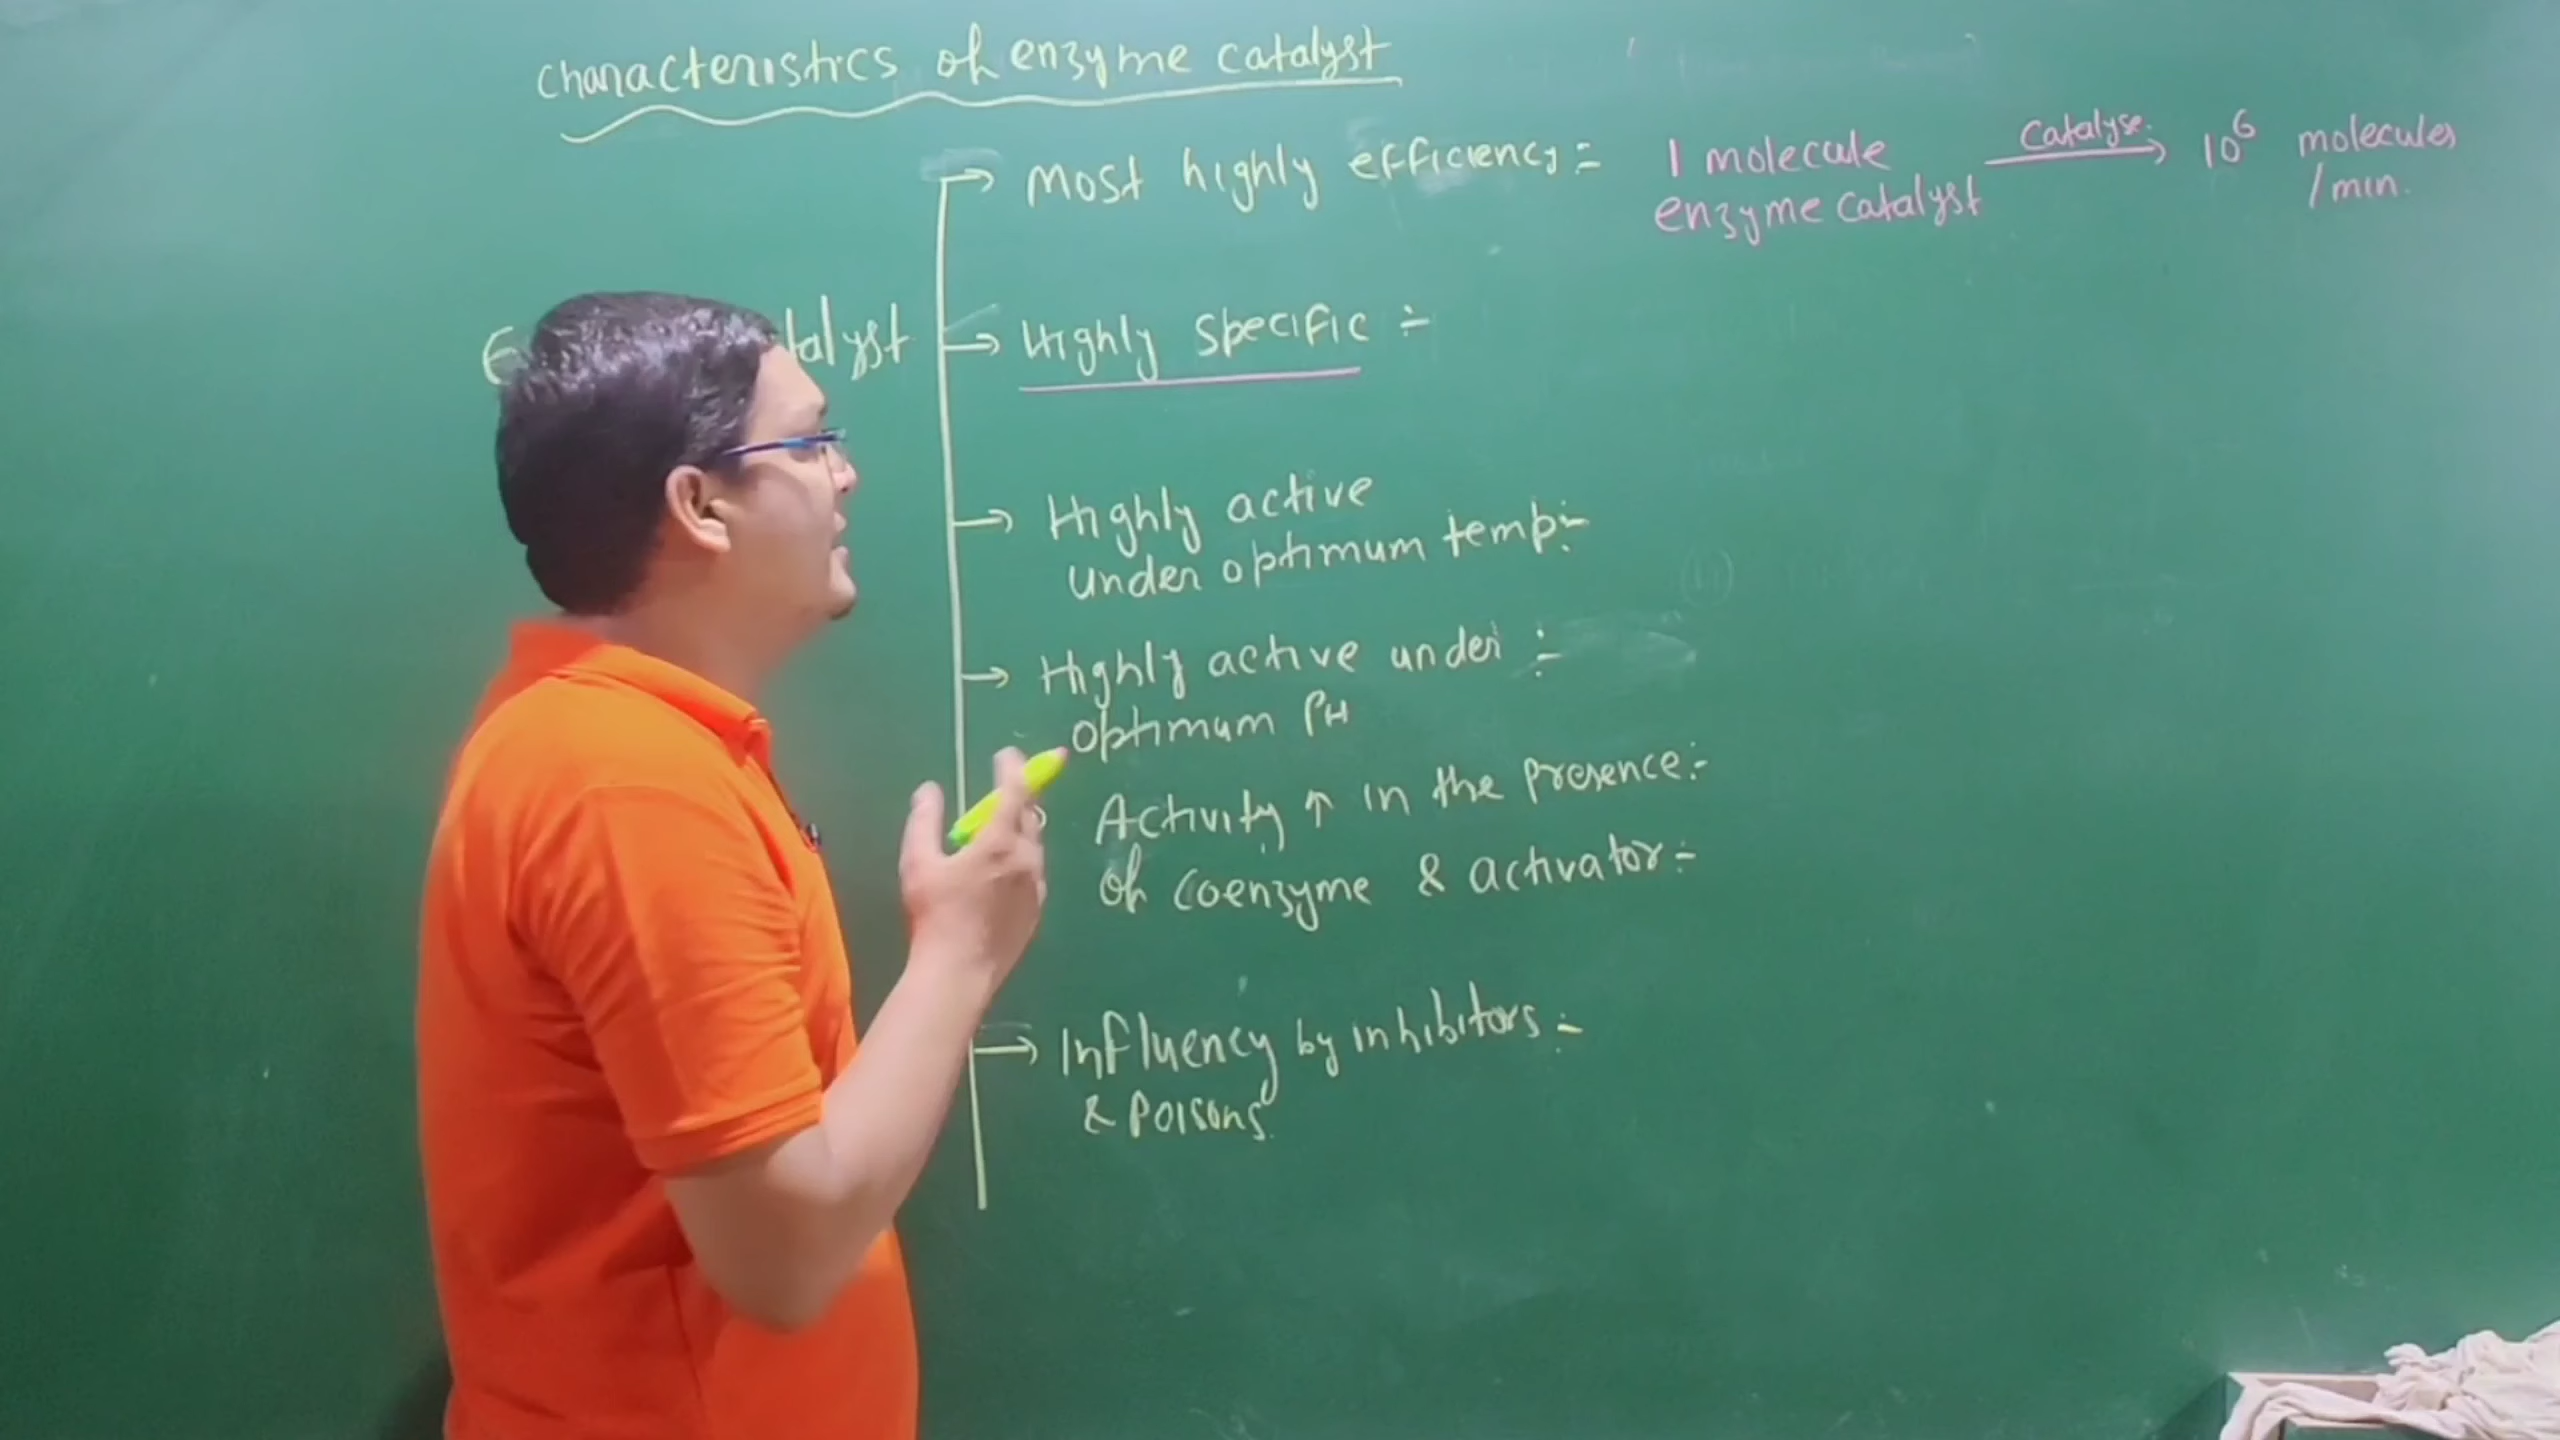 characteristics of enzyme catalyst
Most highly efficiency :- 1 molecule enzyme catalyst Catalyse → 10⁶ molecules /min.
Highly specific :-
Highly active
under optimum temp :-
Highly active under :-
optimum PH
Activity ↑ in the presence :-
of coenzyme & activator :-
Influency by inhibitors :-
& Poisons